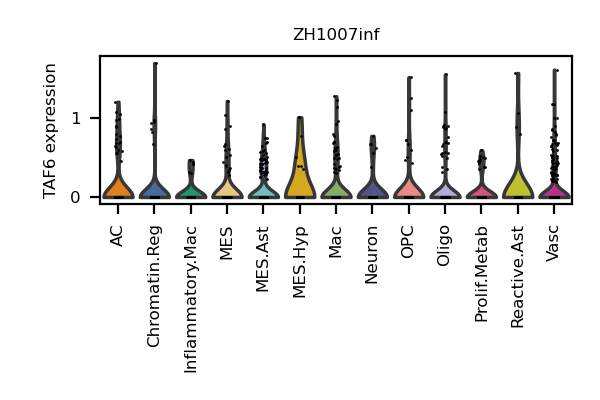 ZH1007inf
TAF6 expression
1
0
AC
Chromatin.Reg
Inflammatory.Mac
MES
MES.Ast
MES.Hyp
Mac
Neuron
OPC
Oligo
Prolif.Metab
Reactive.Ast
Vasc